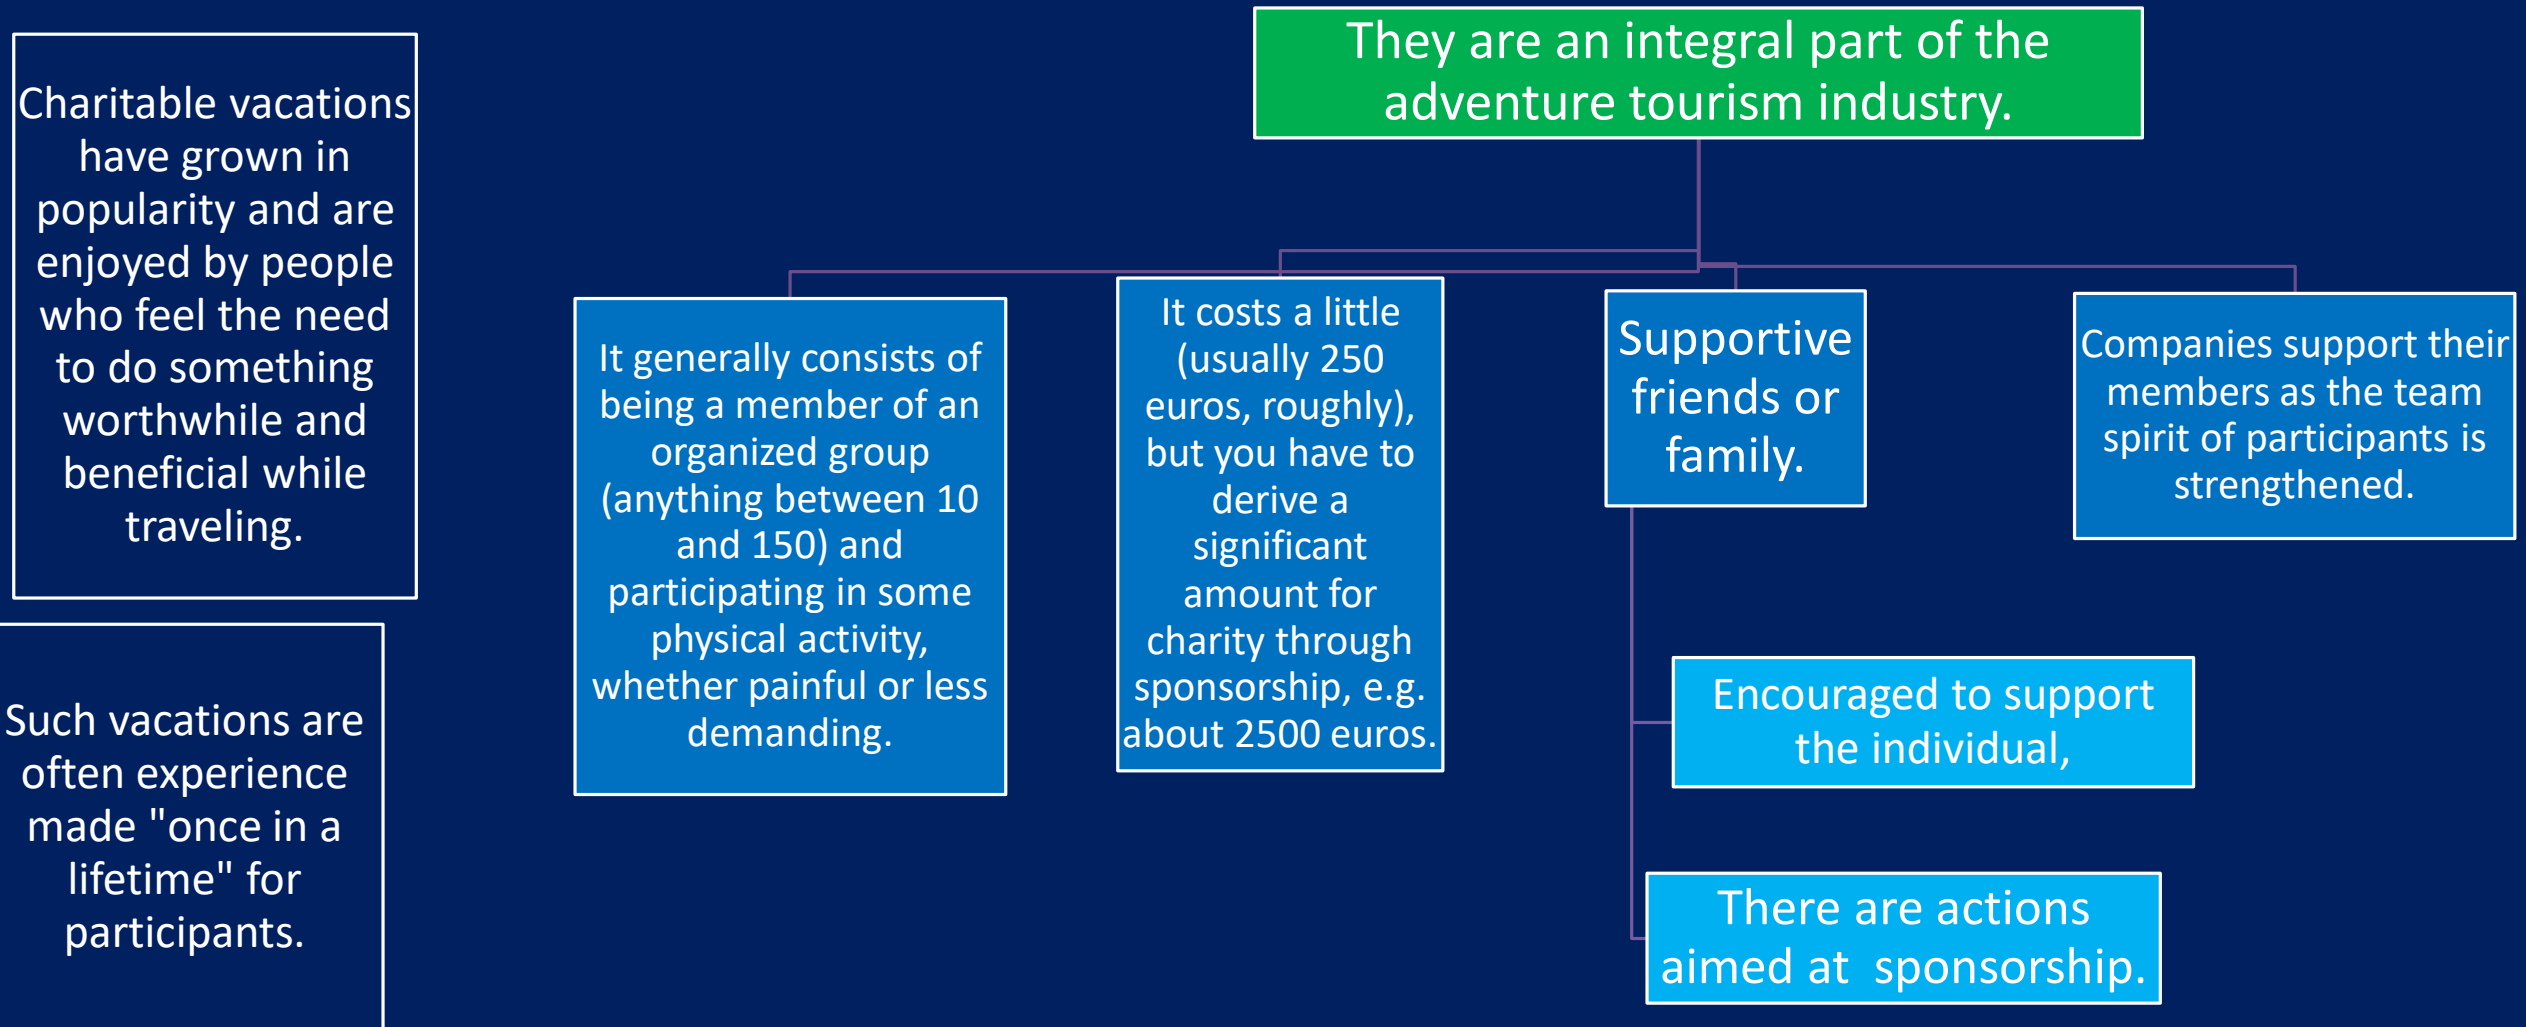 Charitable vacations
have grown in
popularity and are
enjoyed by people
who feel the need
to do something
worthwhile and
beneficial while
traveling.
Such vacations are
often experience
made "once in a
lifetime" for
participants.
They are an integral part of the
adventure tourism industry.
It generally consists of
being a member of an
organized group
(anything between 10
and 150) and
participating in some
physical activity,
whether painful or less
demanding.
It costs a little
(usually 250
euros, roughly),
but you have to
derive a
significant
amount for
charity through
sponsorship, e.g.
about 2500 euros.
Supportive
friends or
family.
Encouraged to support
the individual,
There are actions
aimed at  sponsorship.
Companies support their
members as the team
spirit of participants is
strengthened.